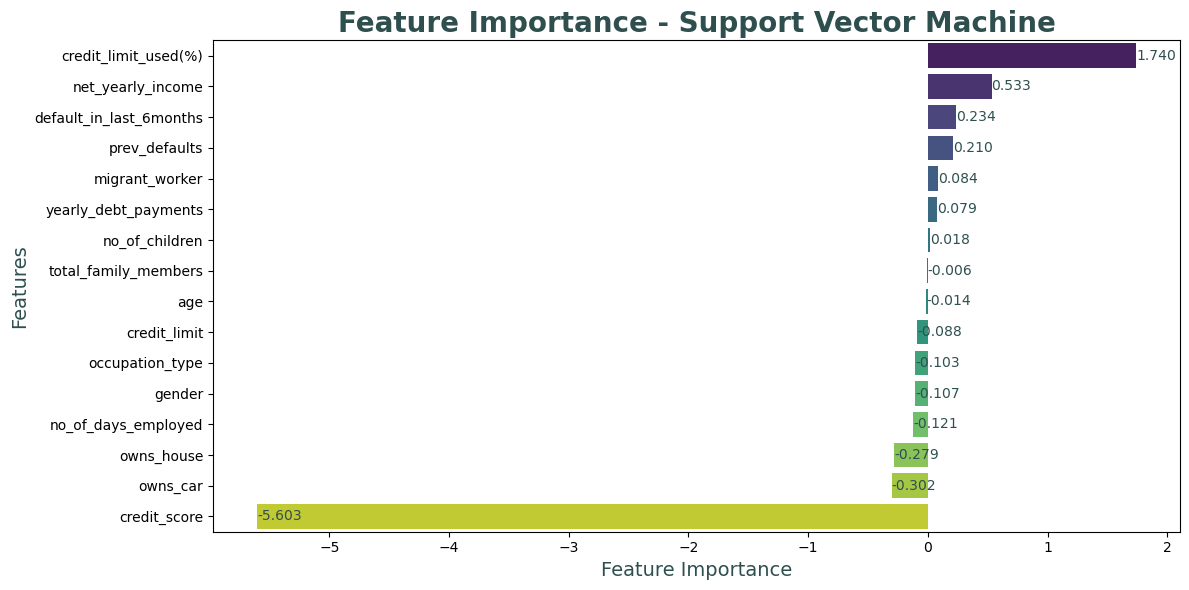 Feature Importance - Support Vector Machine
credit_limit_used(%) 1.740
net_yearly_income 0.533
default_in_last_6months 0.234
prev_defaults 0.210
migrant_worker 0.084
yearly_debt_payments 0.079
no_of_children 0.018
total_family_members -0.006
age -0.014
credit_limit -0.088
occupation_type -0.103
gender -0.107
no_of_days_employed -0.121
owns_house -0.279
owns_car -0.302
credit_score -5.603
Features
−5 −4 −3 −2 −1 0 1 2
Feature Importance